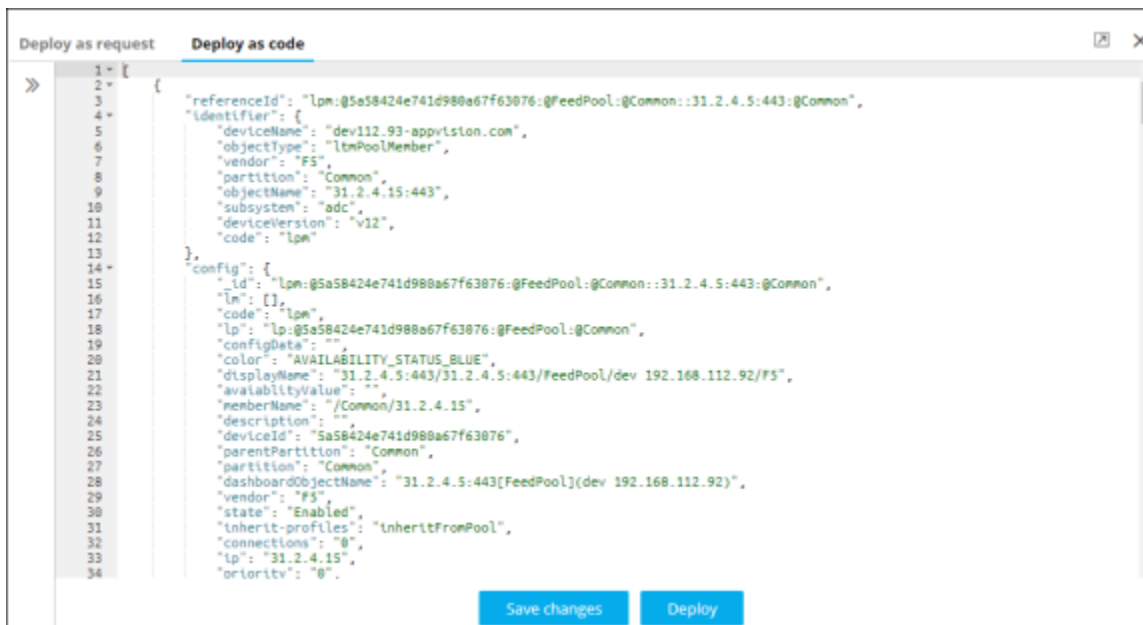 Deploy as request Deploy as code
1 [
2 {
3 "referenceId": "lpm:@5a58424e741d980a67f63076:@FeedPool:@Common::31.2.4.5:443:@Common",
4 "identifier": {
5 "deviceName": "dev112.93-appvision.com",
6 "objectType": "ltmPoolMember",
7 "vendor": "F5",
8 "partition": "Common",
9 "objectName": "31.2.4.15:443",
10 "subsystem": "adc",
11 "deviceVersion": "v12",
12 "code": "lpm"
13 },
14 "config": {
15 "_id": "lpm:@5a58424e741d980a67f63076:@FeedPool:@Common::31.2.4.5:443:@Common",
16 "lm": [],
17 "code": "lpm",
18 "lp": "lp:@5a58424e741d980a67f63076:@FeedPool:@Common",
19 "configData": "",
20 "color": "AVAILABILITY_STATUS_BLUE",
21 "displayName": "31.2.4.5:443/31.2.4.5:443/FeedPool/dev 192.168.112.92/F5",
22 "avaiablityValue": "",
23 "memberName": "/Common/31.2.4.15",
24 "description": "",
25 "deviceId": "5a58424e741d980a67f63076",
26 "parentPartition": "Common",
27 "partition": "Common",
28 "dashboardObjectName": "31.2.4.5:443[FeedPool](dev 192.168.112.92)",
29 "vendor": "F5",
30 "state": "Enabled",
31 "inherit-profiles": "inheritFromPool",
32 "connections": "0",
33 "ip": "31.2.4.15",
34 "priority": "0",
Save changes Deploy